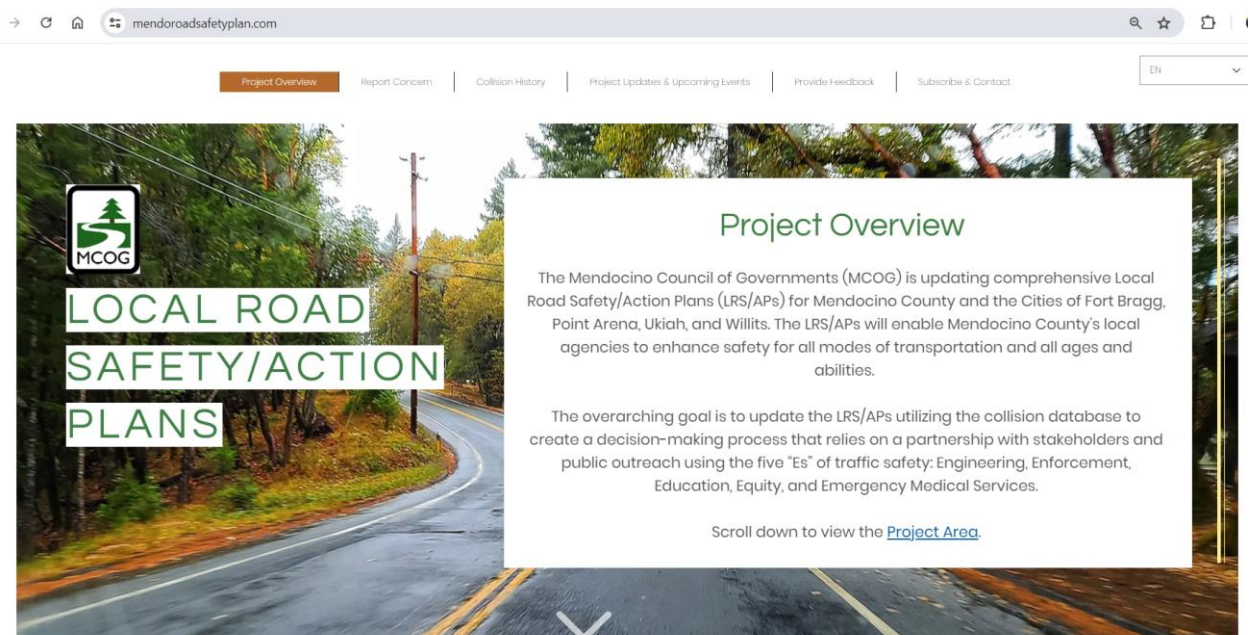 mendoroadsafetyplan.com
Project Overview
Report Concern
Collision History
Project Updates & Upcoming Events
Provide Feedback
Subscribe & Contact
EN
MCOG
LOCAL ROAD
SAFETY/ACTION
PLANS
Project Overview
The Mendocino Council of Governments (MCOG) is updating comprehensive Local
Road Safety/Action Plans (LRS/APs) for Mendocino County and the Cities of Fort Bragg,
Point Arena, Ukiah, and Willits. The LRS/APs will enable Mendocino County's local
agencies to enhance safety for all modes of transportation and all ages and
abilities.
The overarching goal is to update the LRS/APs utilizing the collision database to
create a decision-making process that relies on a partnership with stakeholders and
public outreach using the five "Es" of traffic safety: Engineering, Enforcement,
Education, Equity, and Emergency Medical Services.
Scroll down to view the Project Area.